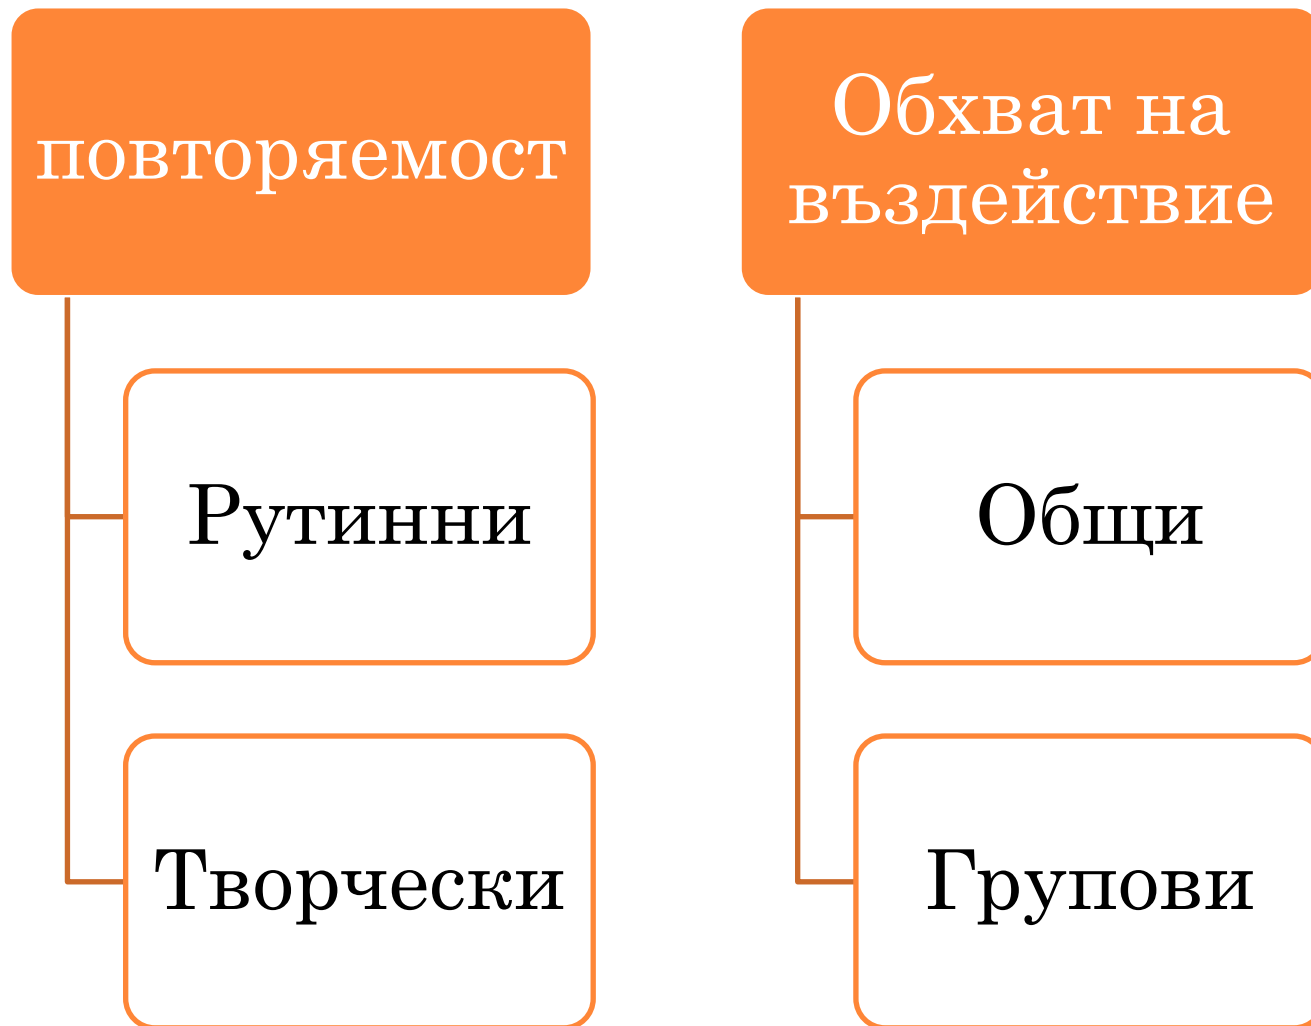 повторяемост
Рутинни
Творчески
Обхват на
въздействие
Общи
Групови